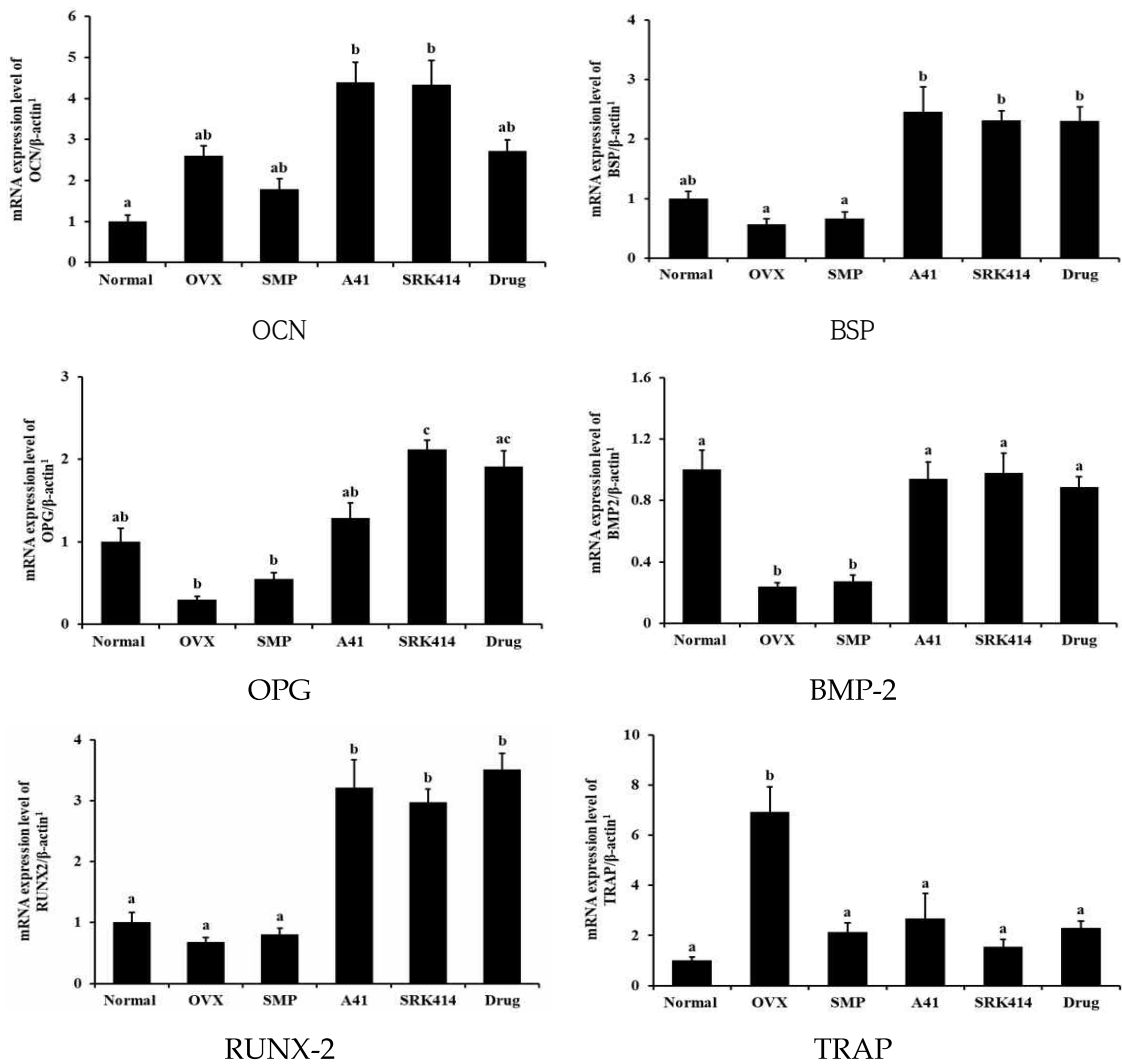 mRNA expression level of
OCN/β-actin¹
6
5
4
3
2
1
0
a
ab
ab
b
b
ab
Normal OVX SMP A41 SRK414 Drug
OCN
mRNA expression level of
BSP/β-actin¹
4
3
2
1
0
ab
a
a
b
b
b
Normal OVX SMP A41 SRK414 Drug
BSP
mRNA expression level of
OPG/β-actin¹
3
2
1
0
ab
b
b
ab
c
ac
Normal OVX SMP A41 SRK414 Drug
OPG
mRNA expression level of
BMP2/β-actin¹
1.6
1.2
0.8
0.4
0
a
b
b
a
a
a
Normal OVX SMP A41 SRK414 Drug
BMP-2
mRNA expression level of
RUNX2/β-actin¹
4
3
2
1
0
a
a
a
b
b
b
Normal OVX SMP A41 SRK414 Drug
RUNX-2
mRNA expression level of
TRAP/β-actin¹
10
8
6
4
2
0
a
b
a
a
a
a
Normal OVX SMP A41 SRK414 Drug
TRAP